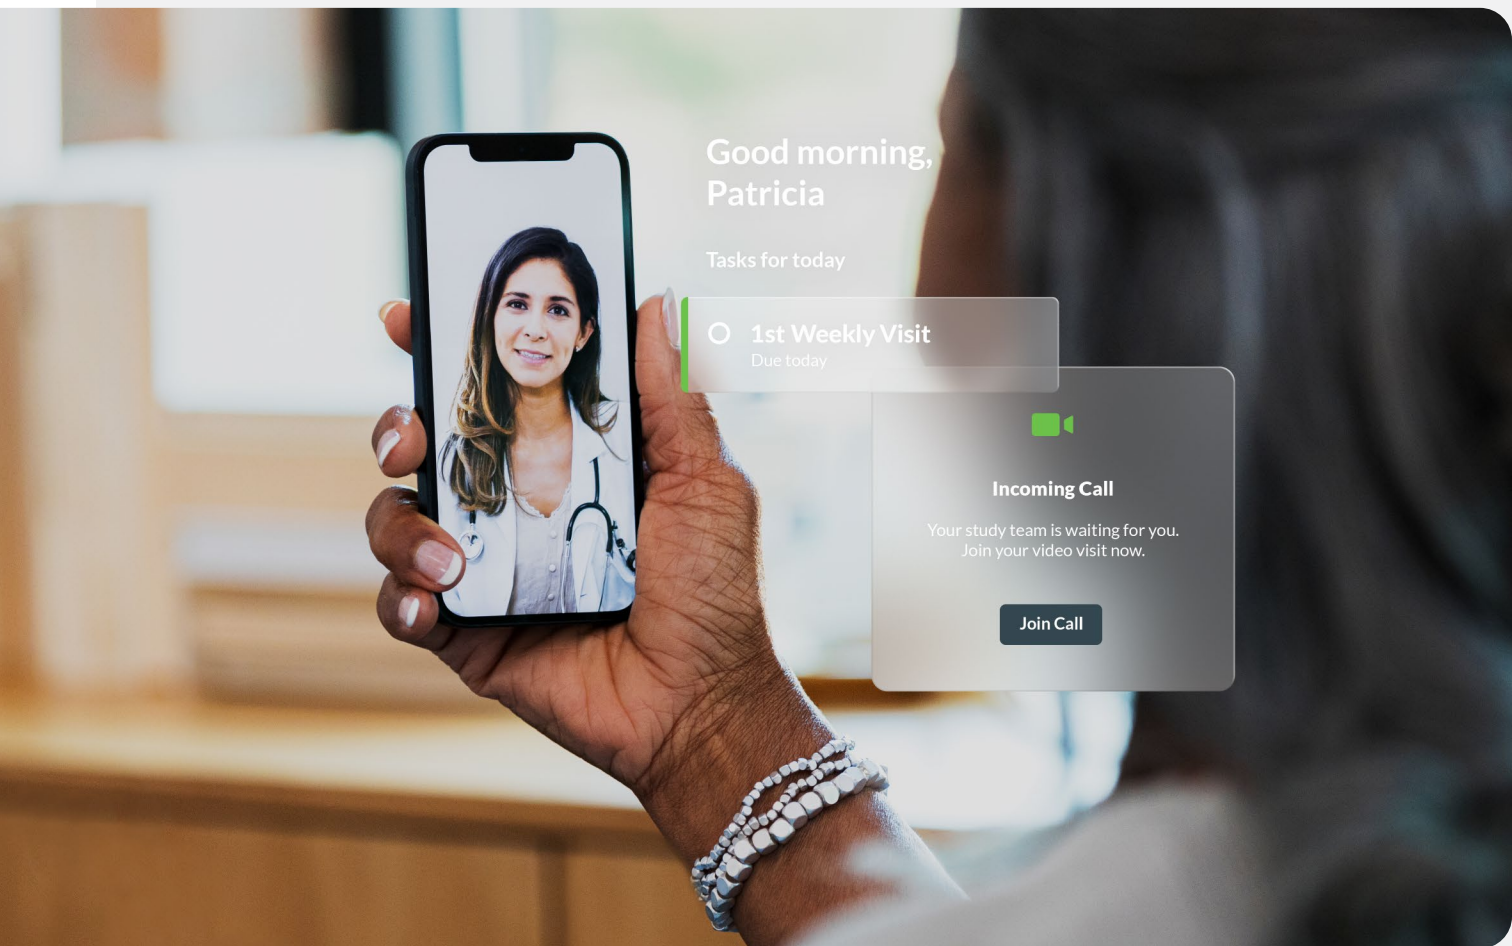 Good morning,
Patricia
Tasks for today
1st Weekly Visit
Due today
Incoming Call
Your study team is waiting for you.
Join your video visit now.
Join Call